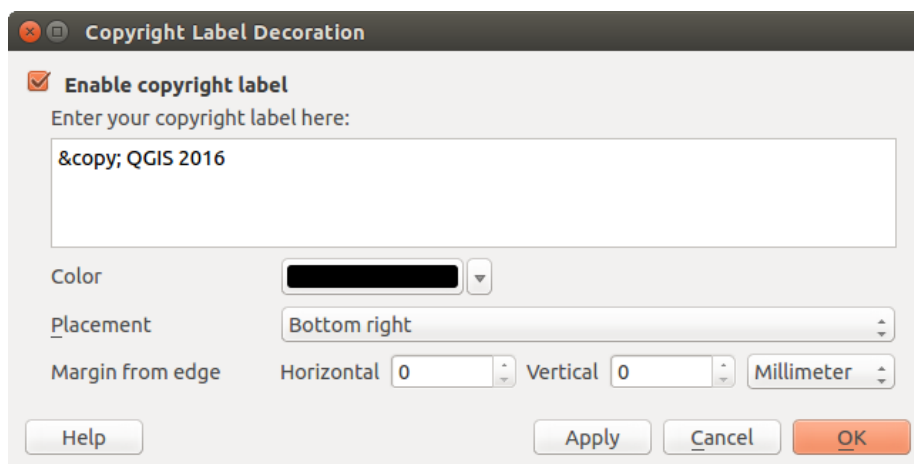 Copyright Label Decoration
Enable copyright label
Enter your copyright label here:
&copy; QGIS 2016
Color
Placement Bottom right
Margin from edge Horizontal 0 Vertical 0 Millimeter
Help Apply Cancel OK